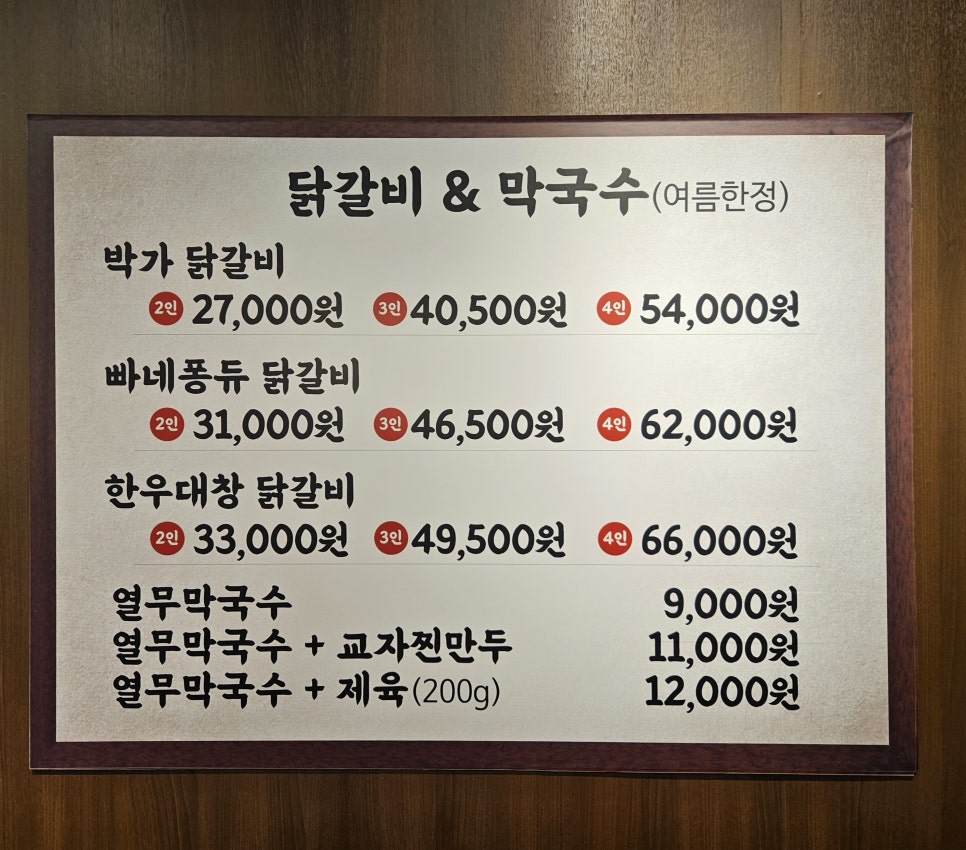 닭갈비 & 막국수(여름한정)
박가 닭갈비
2인 27,000원 3인 40,500원 4인 54,000원
빠네퐁듀 닭갈비
2인 31,000원 3인 46,500원 4인 62,000원
한우대창 닭갈비
2인 33,000원 3인 49,500원 4인 66,000원
열무막국수 9,000원
열무막국수 + 교자찐만두 11,000원
열무막국수 + 제육(200g) 12,000원